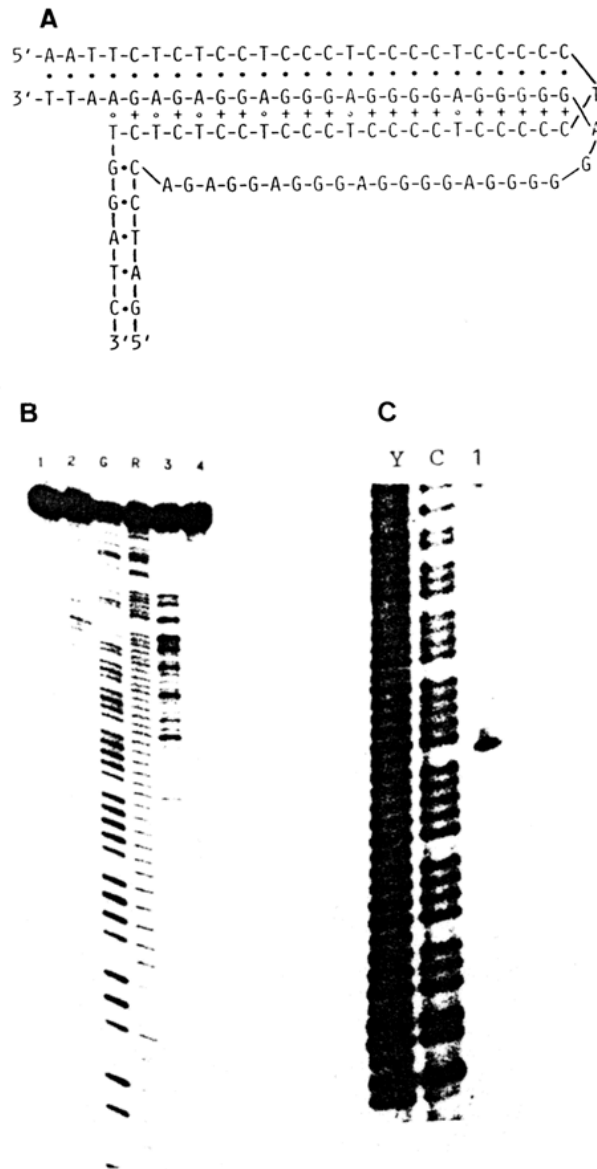 A
5'-A-A-T-T-C-T-C-T-C-C-T-C-C-C-T-C-C-C-C-T-C-C-C-C-C
3'-T-T-A-A-G-A-G-A-G-G-A-G-G-G-A-G-G-G-G-A-G-G-G-G-G
T
T-C-T-C-T-C-C-T-C-C-C-T-C-C-C-C-T-C-C-C-C-C
A
G
G•C
A-G-A-G-G-A-G-G-G-A-G-G-G-G-A-G-G-G-G
G•C
A•T
T•A
C•G
3'5'
B
1 2 G R 3 4
C
Y C 1